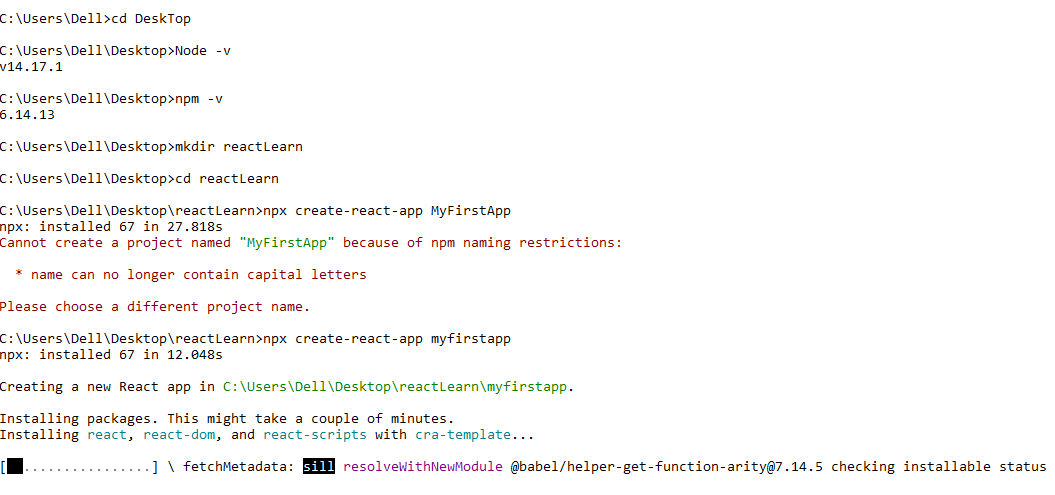 C:\Users\Dell>cd DeskTop
C:\Users\Dell\Desktop>Node -v
v14.17.1
C:\Users\Dell\Desktop>npm -v
6.14.13
C:\Users\Dell\Desktop>mkdir reactLearn
C:\Users\Dell\Desktop>cd reactLearn
C:\Users\Dell\Desktop\reactLearn>npx create-react-app MyFirstApp
npx: installed 67 in 27.818s
Cannot create a project named "MyFirstApp" because of npm naming restrictions:
* name can no longer contain capital letters
Please choose a different project name.
C:\Users\Dell\Desktop\reactLearn>npx create-react-app myfirstapp
npx: installed 67 in 12.048s
Creating a new React app in C:\Users\Dell\Desktop\reactLearn\myfirstapp.
Installing packages. This might take a couple of minutes.
Installing react, react-dom, and react-scripts with cra-template...
[██................] \ fetchMetadata: sill resolveWithNewModule @babel/helper-get-function-arity@7.14.5 checking installable status